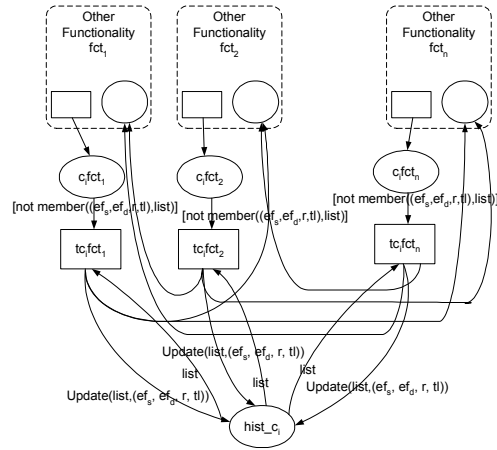 Other
Functionality
fct1
Other
Functionality
fct2
Other
Functionality
fctn
cifct1
cifct2
cifctn
[not member((efs,efd,r,tl),list)]
[not member((efs,efd,r,tl),list)]
[not member((efs,efd,r,tl),list)]
tcifct1
tcifct2
tcifctn
Update(list,(efs, efd, r, tl))
list
list
list
Update(list,(efs, efd, r, tl))
Update(list,(efs, efd, r, tl))
hist_ci